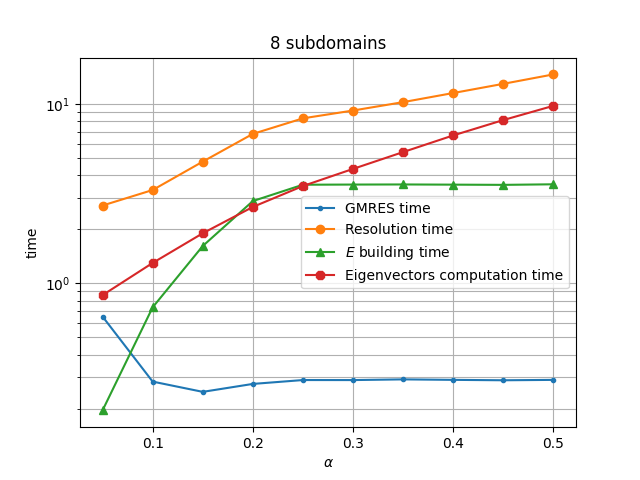 8 subdomains
time
10¹
10⁰
GMRES time
Resolution time
E building time
Eigenvectors computation time
0.1 0.2 0.3 0.4 0.5
α